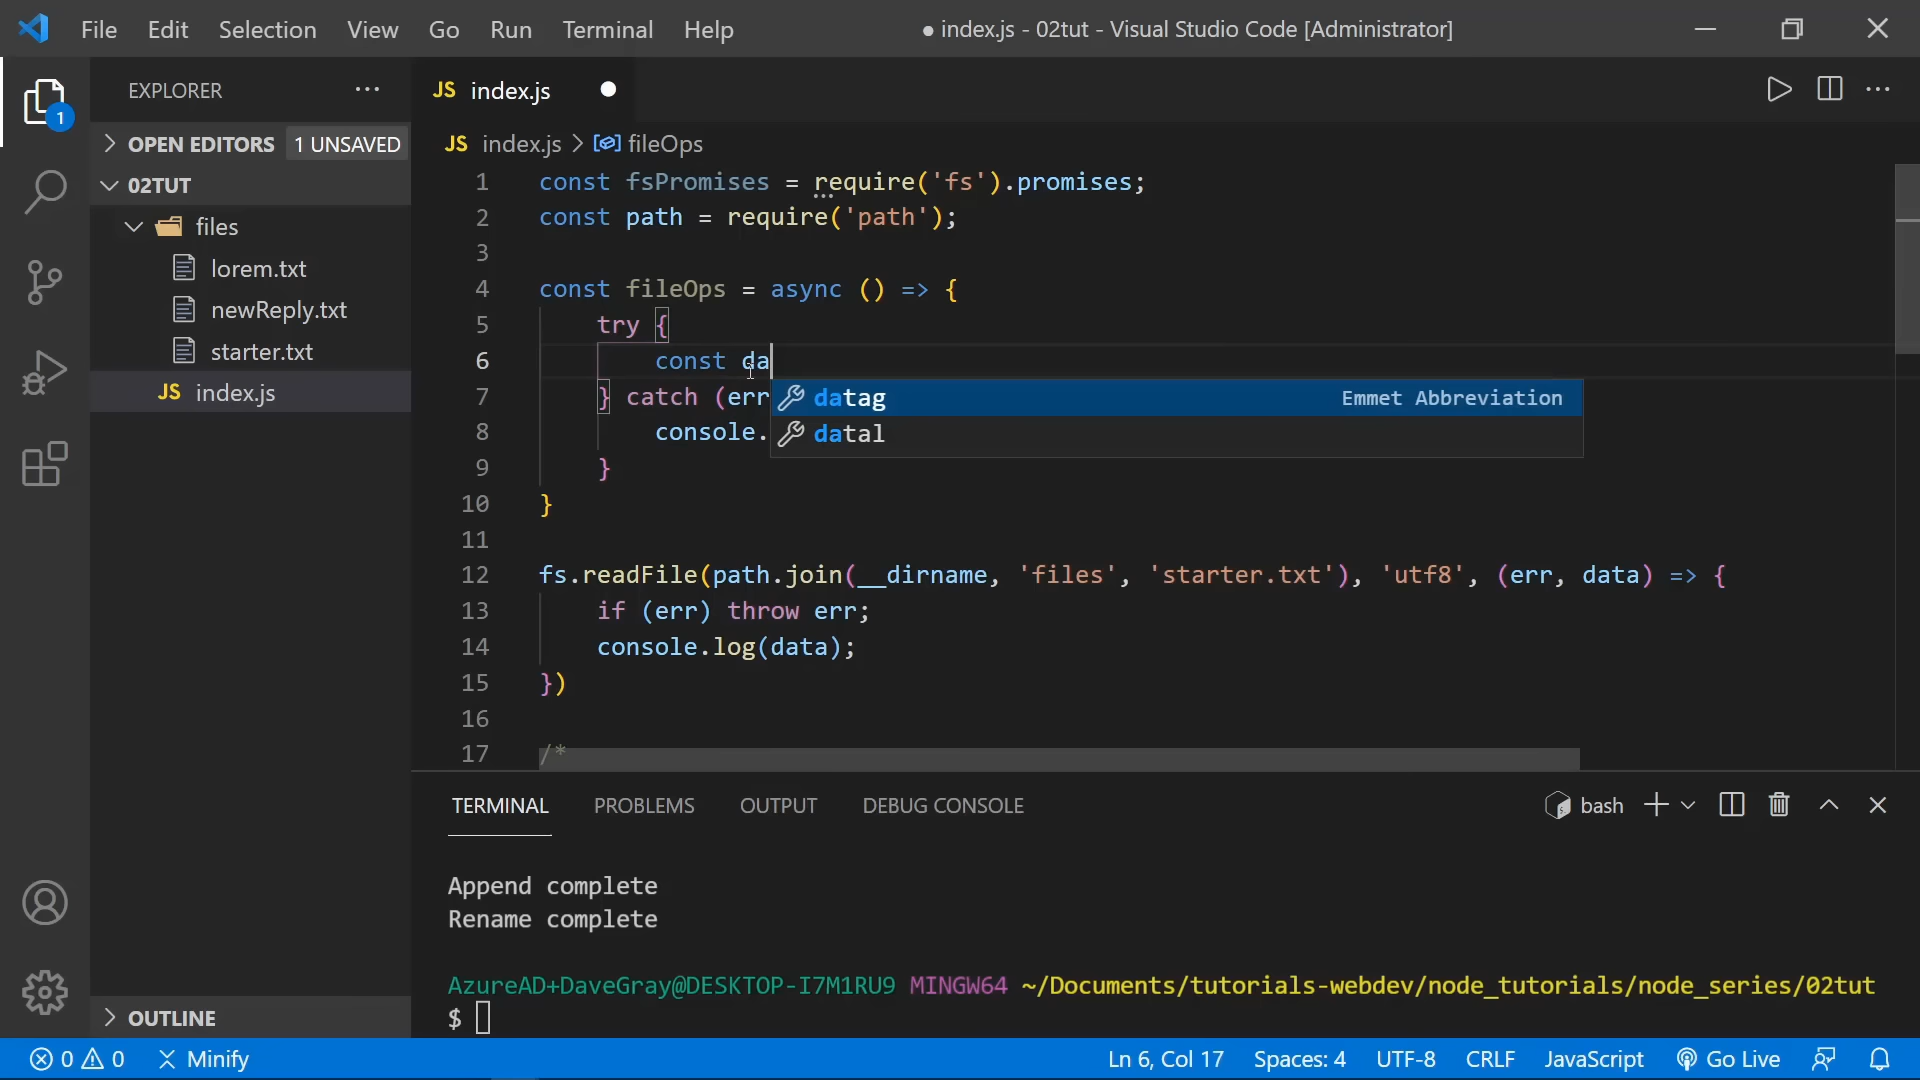 File Edit Selection View Go Run Terminal Help ● index.js - 02tut - Visual Studio Code [Administrator]
EXPLORER ···
1
OPEN EDITORS 1 UNSAVED
02TUT
files
lorem.txt
newReply.txt
starter.txt
JS index.js
OUTLINE
JS index.js
JS index.js > fileOps
1 const fsPromises = require('fs').promises;
2 const path = require('path');
3
4 const fileOps = async () => {
5 try {
6 const da
7 } catch (err
8 console.
9 }
10 }
11
12 fs.readFile(path.join(__dirname, 'files', 'starter.txt'), 'utf8', (err, data) => {
13 if (err) throw err;
14 console.log(data);
15 })
16
17 /*
datag Emmet Abbreviation
datal
TERMINAL PROBLEMS OUTPUT DEBUG CONSOLE bash
Append complete
Rename complete
AzureAD+DaveGray@DESKTOP-I7M1RU9 MINGW64 ~/Documents/tutorials-webdev/node_tutorials/node_series/02tut
$
0 0 Minify Ln 6, Col 17 Spaces: 4 UTF-8 CRLF JavaScript Go Live